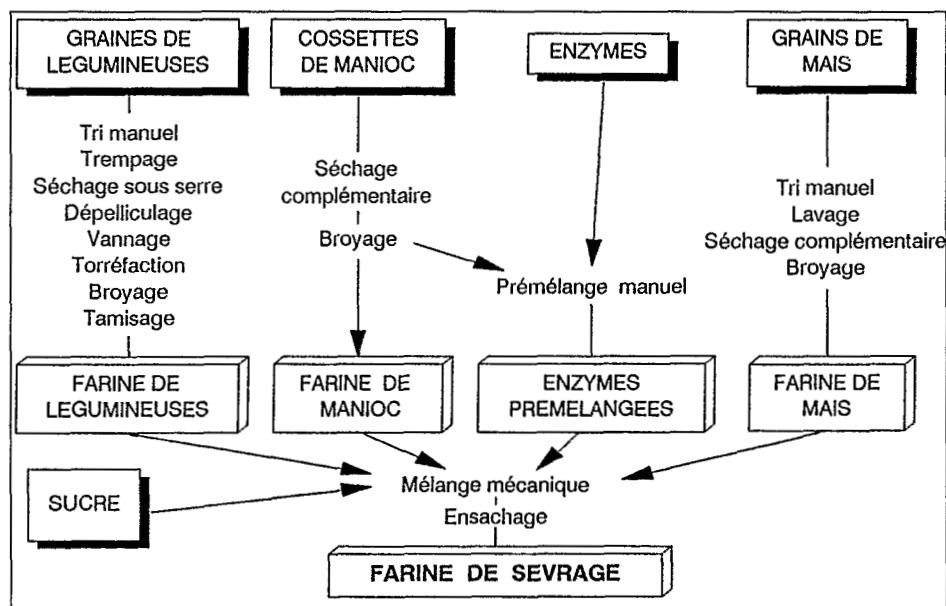 GRAINES DE
LEGUMINEUSES
COSSETTES
DE MANIOC
ENZYMES
GRAINS DE
MAIS
Tri manuel
Trempage
Séchage sous serre
Dépelliculage
Vannage
Torréfaction
Broyage
Tamisage
Séchage
complémentaire
Broyage
Prémélange manuel
Tri manuel
Lavage
Séchage complémentaire
Broyage
FARINE DE
LEGUMINEUSES
FARINE DE
MANIOC
ENZYMES
PREMELANGEES
FARINE DE
MAIS
SUCRE
Mélange mécanique
Ensachage
FARINE DE SEVRAGE